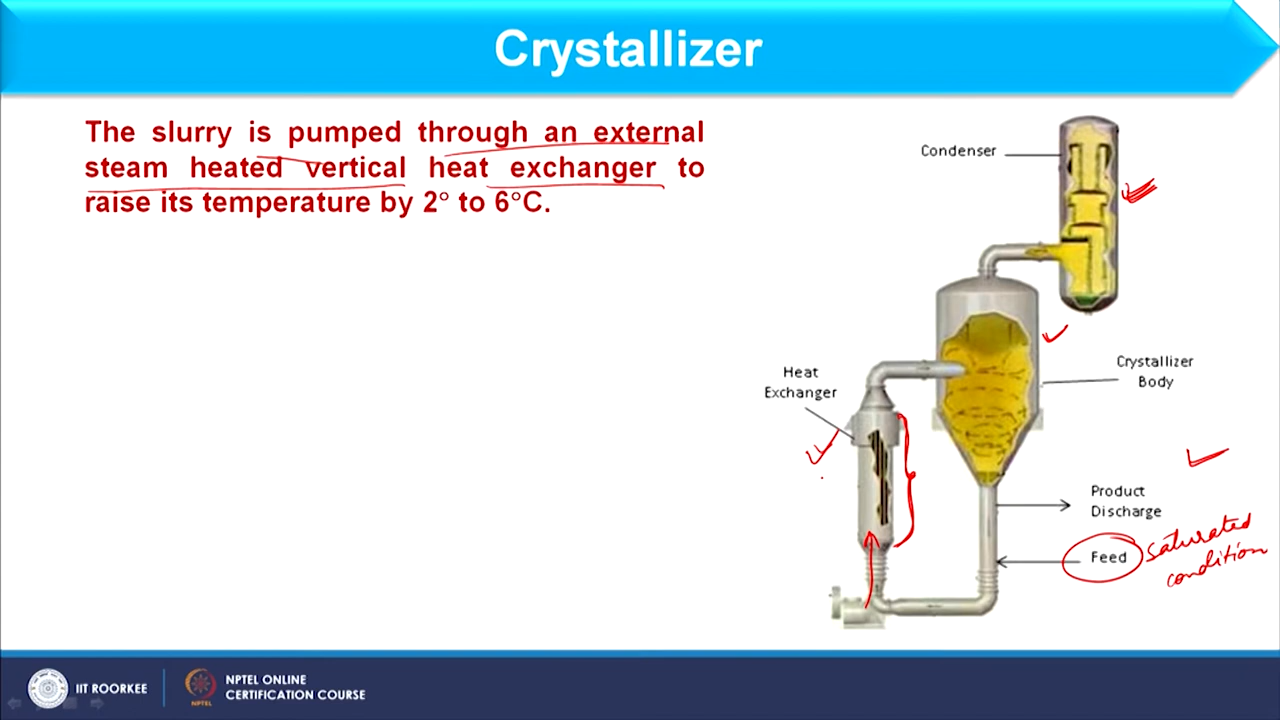 Crystallizer
The slurry is pumped through an external
steam heated vertical heat exchanger to
raise its temperature by 2° to 6°C.
Condenser
Heat
Exchanger
Crystallizer
Body
Product
Discharge
Feed
saturated
condition
IIT ROORKEE
NPTEL
NPTEL ONLINE
CERTIFICATION COURSE